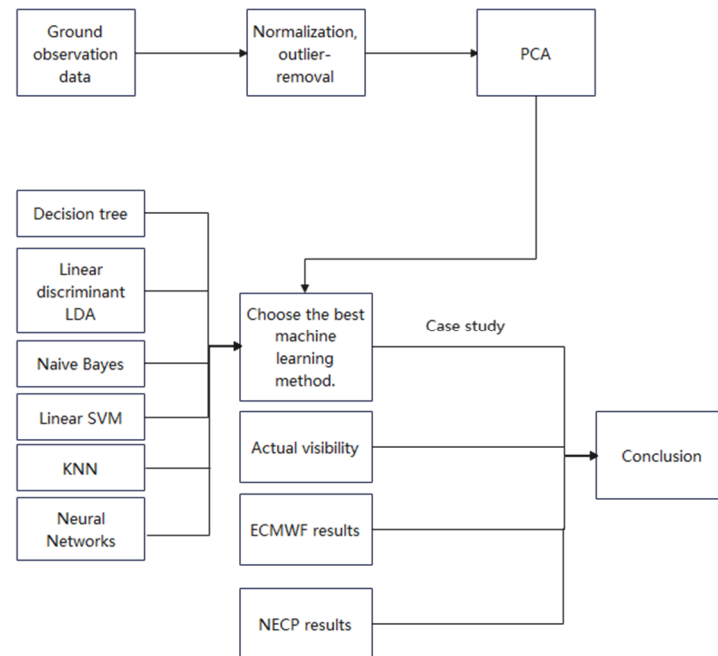 Ground
observation
data
Normalization,
outlier-
removal
PCA
Decision tree
Linear
discriminant
LDA
Naive Bayes
Linear SVM
KNN
Neural
Networks
Choose the best
machine
learning
method.
Case study
Actual visibility
ECMWF results
NECP results
Conclusion